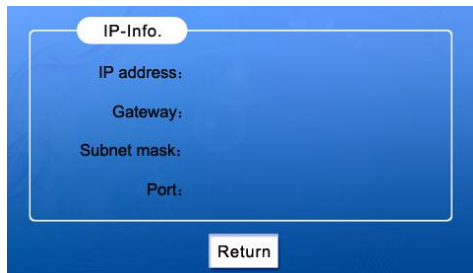 IP-Info.
IP address：
Gateway：
Subnet mask：
Port：
Return